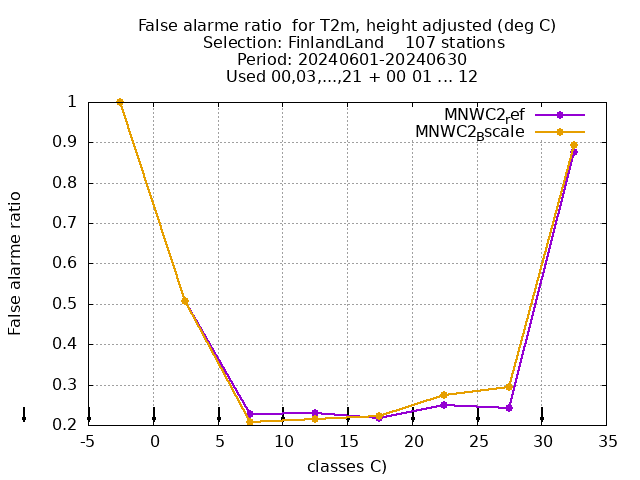 False alarme ratio  for T2m, height adjusted (deg C)
Selection: FinlandLand    107 stations
Period: 20240601-20240630
Used 00,03,...,21 + 00 01 ... 12
MNWC2ref
MNWC2Bscale
1
0.9
0.8
0.7
0.6
0.5
0.4
0.3
0.2
False alarme ratio
-5 0 5 10 15 20 25 30 35
classes C)